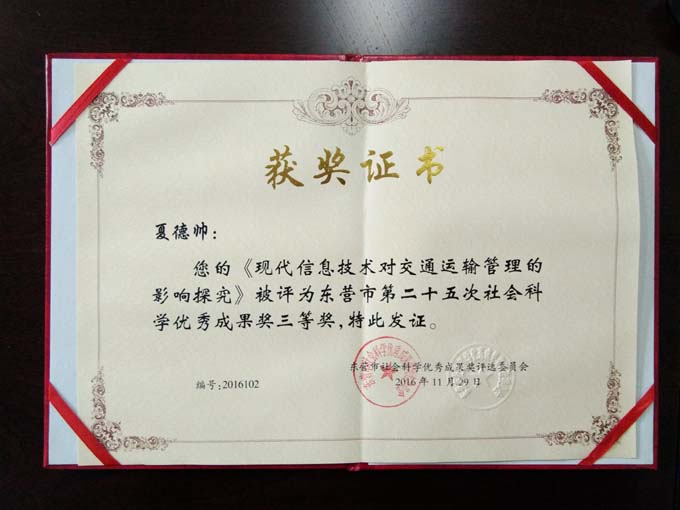 获奖证书
夏德帅：
您的《现代信息技术对交通运输管理的
影响探究》被评为东营市第二十五次社会科
学优秀成果奖三等奖，特此发证。
东营市社会科学优秀成果奖评选委员会
编号：2016102
2016年11月29日